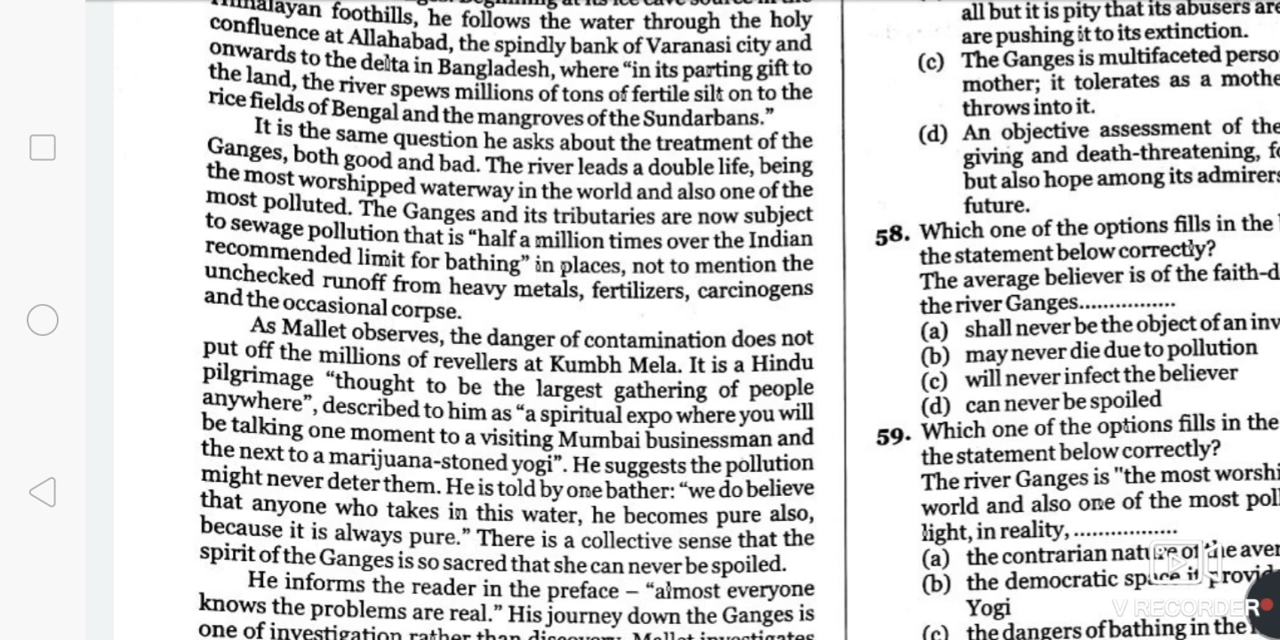 foothills, he follows the water through the holy
confluence at Allahabad, the spindly bank of Varanasi city and
onwards to the delta in Bangladesh, where “in its parting gift to
the land, the river spews millions of tons of fertile silt on to the
rice fields of Bengal and the mangroves of the Sundarbans.”
It is the same question he asks about the treatment of the
Ganges, both good and bad. The river leads a double life, being
the most worshipped waterway in the world and also one of the
most polluted. The Ganges and its tributaries are now subject
to sewage pollution that is “half a million times over the Indian
recommended limit for bathing” in places, not to mention the
unchecked runoff from heavy metals, fertilizers, carcinogens
and the occasional corpse.
As Mallet observes, the danger of contamination does not
put off the millions of revellers at Kumbh Mela. It is a Hindu
pilgrimage “thought to be the largest gathering of people
anywhere”, described to him as “a spiritual expo where you will
be talking one moment to a visiting Mumbai businessman and
the next to a marijuana-stoned yogi”. He suggests the pollution
might never deter them. He is told by one bather: “we do believe
that anyone who takes in this water, he becomes pure also,
because it is always pure.” There is a collective sense that the
spirit of the Ganges is so sacred that she can never be spoiled.
He informs the reader in the preface – “almost everyone
knows the problems are real.” His journey down the Ganges is
one of investigation rather than discovery. Mallet investigates
all but it is pity that its abusers are
are pushing it to its extinction.
(c) The Ganges is multifaceted perso
mother; it tolerates as a mothe
throws into it.
(d) An objective assessment of the
giving and death-threatening, fo
but also hope among its admirers
future.
58. Which one of the options fills in the
the statement below correctly?
The average believer is of the faith-d
the river Ganges...............
(a) shall never be the object of an inv
(b) may never die due to pollution
(c) will never infect the believer
(d) can never be spoiled
59. Which one of the options fills in the
the statement below correctly?
The river Ganges is "the most worshi
world and also one of the most pol
light, in reality, ................
(a) the contrarian nature of the aver
(b) the democratic space it provid
Yogi
(c) the dangers of bathing in the
V RECORDER